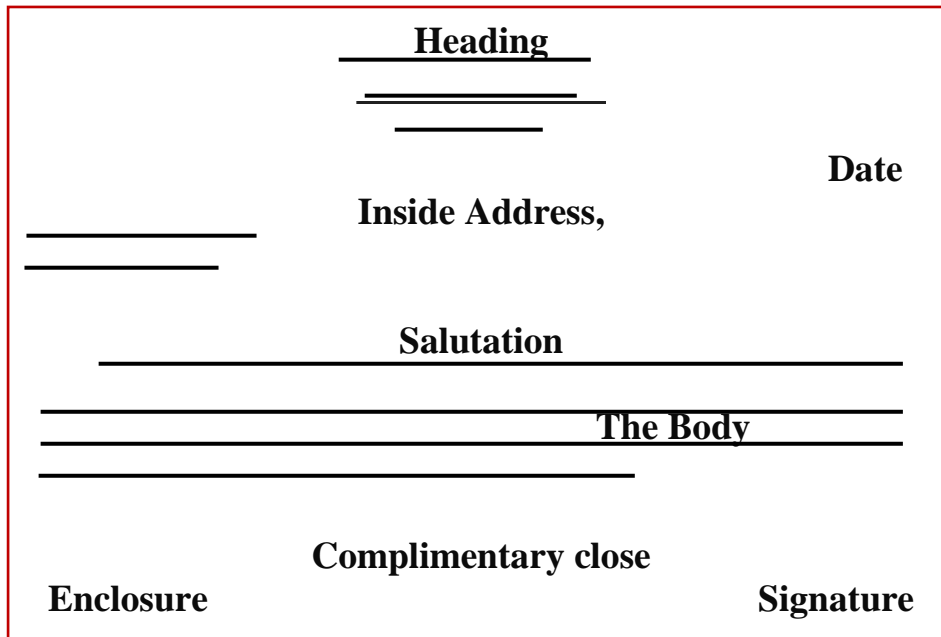 Heading
Date
Inside Address,
Salutation
The Body
Complimentary close
Enclosure Signature